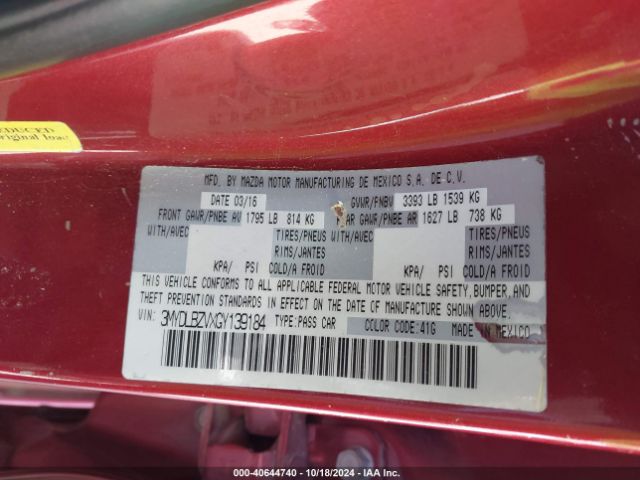 EDUCED
original load
MFD. BY MAZDA MOTOR MANUFACTURING DE MEXICO S.A. DE C.V.
DATE 03/16 GVWR/PNBV 3393 LB 1539 KG
FRONT GAWR/PNBE AV 1795 LB 814 KG AR GAWR/PNBE AR 1627 LB 738 KG
WITH/AVEC TIRES/PNEUS WITH/AVEC TIRES/PNEUS
RIMS/JANTES RIMS/JANTES
KPA/ PSI COLD/A FROID KPA/ PSI COLD/A FROID
THIS VEHICLE CONFORMS TO ALL APPLICABLE FEDERAL MOTOR VEHICLE SAFETY, BUMPER, AND
THEFT PREVENTION STANDARDS IN EFFECT ON THE DATE OF MANUFACTURE SHOWN ABOVE.
VIN: 3MYDLBZVXGY139184 TYPE:PASS CAR COLOR CODE:41G MADE IN MEXICO
000-40644740 - 10/18/2024 - IAA Inc.